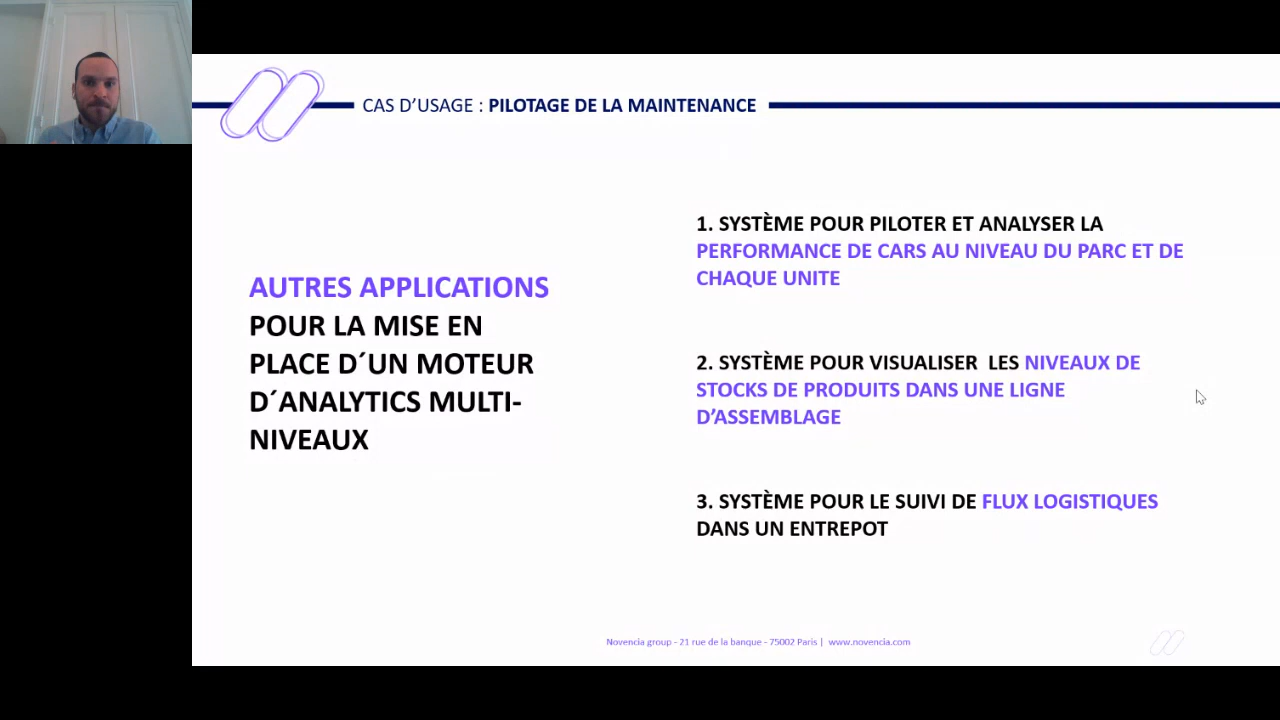 CAS D’USAGE : PILOTAGE DE LA MAINTENANCE
AUTRES APPLICATIONS
POUR LA MISE EN
PLACE D´UN MOTEUR
D´ANALYTICS MULTI-
NIVEAUX
1. SYSTÈME POUR PILOTER ET ANALYSER LA
PERFORMANCE DE CARS AU NIVEAU DU PARC ET DE
CHAQUE UNITE
2. SYSTÈME POUR VISUALISER  LES NIVEAUX DE
STOCKS DE PRODUITS DANS UNE LIGNE
D’ASSEMBLAGE
3. SYSTÈME POUR LE SUIVI DE FLUX LOGISTIQUES
DANS UN ENTREPOT
Novencia group - 21 rue de la banque - 75002 Paris | www.novencia.com